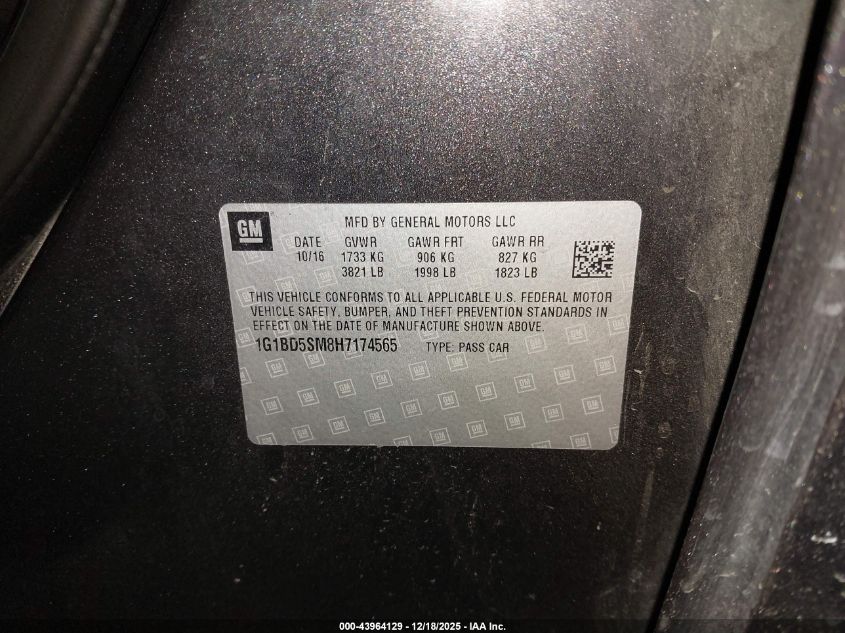 GM
MFD BY GENERAL MOTORS LLC
DATE GVWR GAWR FRT GAWR RR
10/16 1733 KG 906 KG 827 KG
3821 LB 1998 LB 1823 LB
THIS VEHICLE CONFORMS TO ALL APPLICABLE U.S. FEDERAL MOTOR
VEHICLE SAFETY, BUMPER, AND THEFT PREVENTION STANDARDS IN
EFFECT ON THE DATE OF MANUFACTURE SHOWN ABOVE.
1G1BD5SM8H7174565 TYPE: PASS CAR
000-43964129 - 12/18/2025 - IAA Inc.